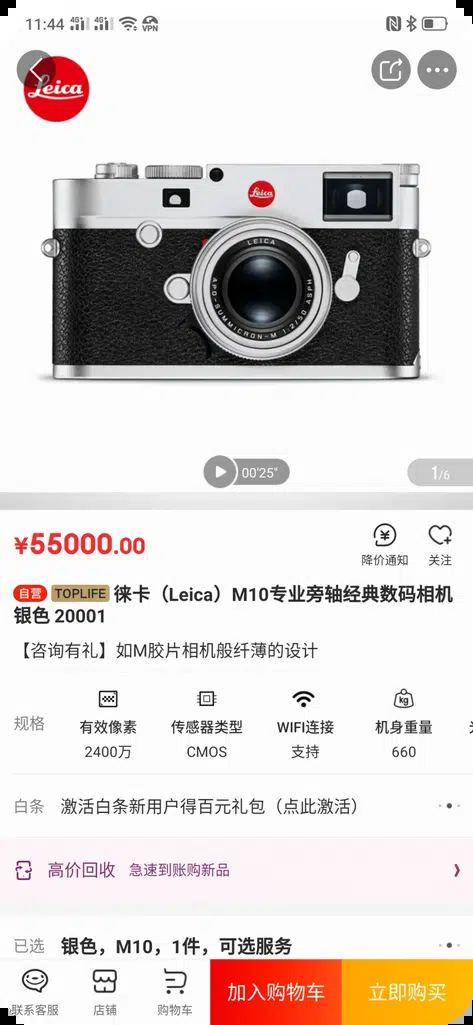 11:44 4G 4G VPN
Leica
Leica
LEICA
APO-SUMMICRON-M 1:2/50 ASPH
00'25"
1/6
¥55000.00
降价通知
关注
自营 TOPLIFE 徕卡（Leica）M10专业旁轴经典数码相机
银色 20001
【咨询有礼】如M胶片相机般纤薄的设计
规格
有效像素 传感器类型 WIFI连接 机身重量
2400万 CMOS 支持 660
白条 激活白条新用户得百元礼包（点此激活）
高价回收 急速到账购新品
已选 银色，M10，1件，可选服务
联系客服 店铺 购物车 加入购物车 立即购买